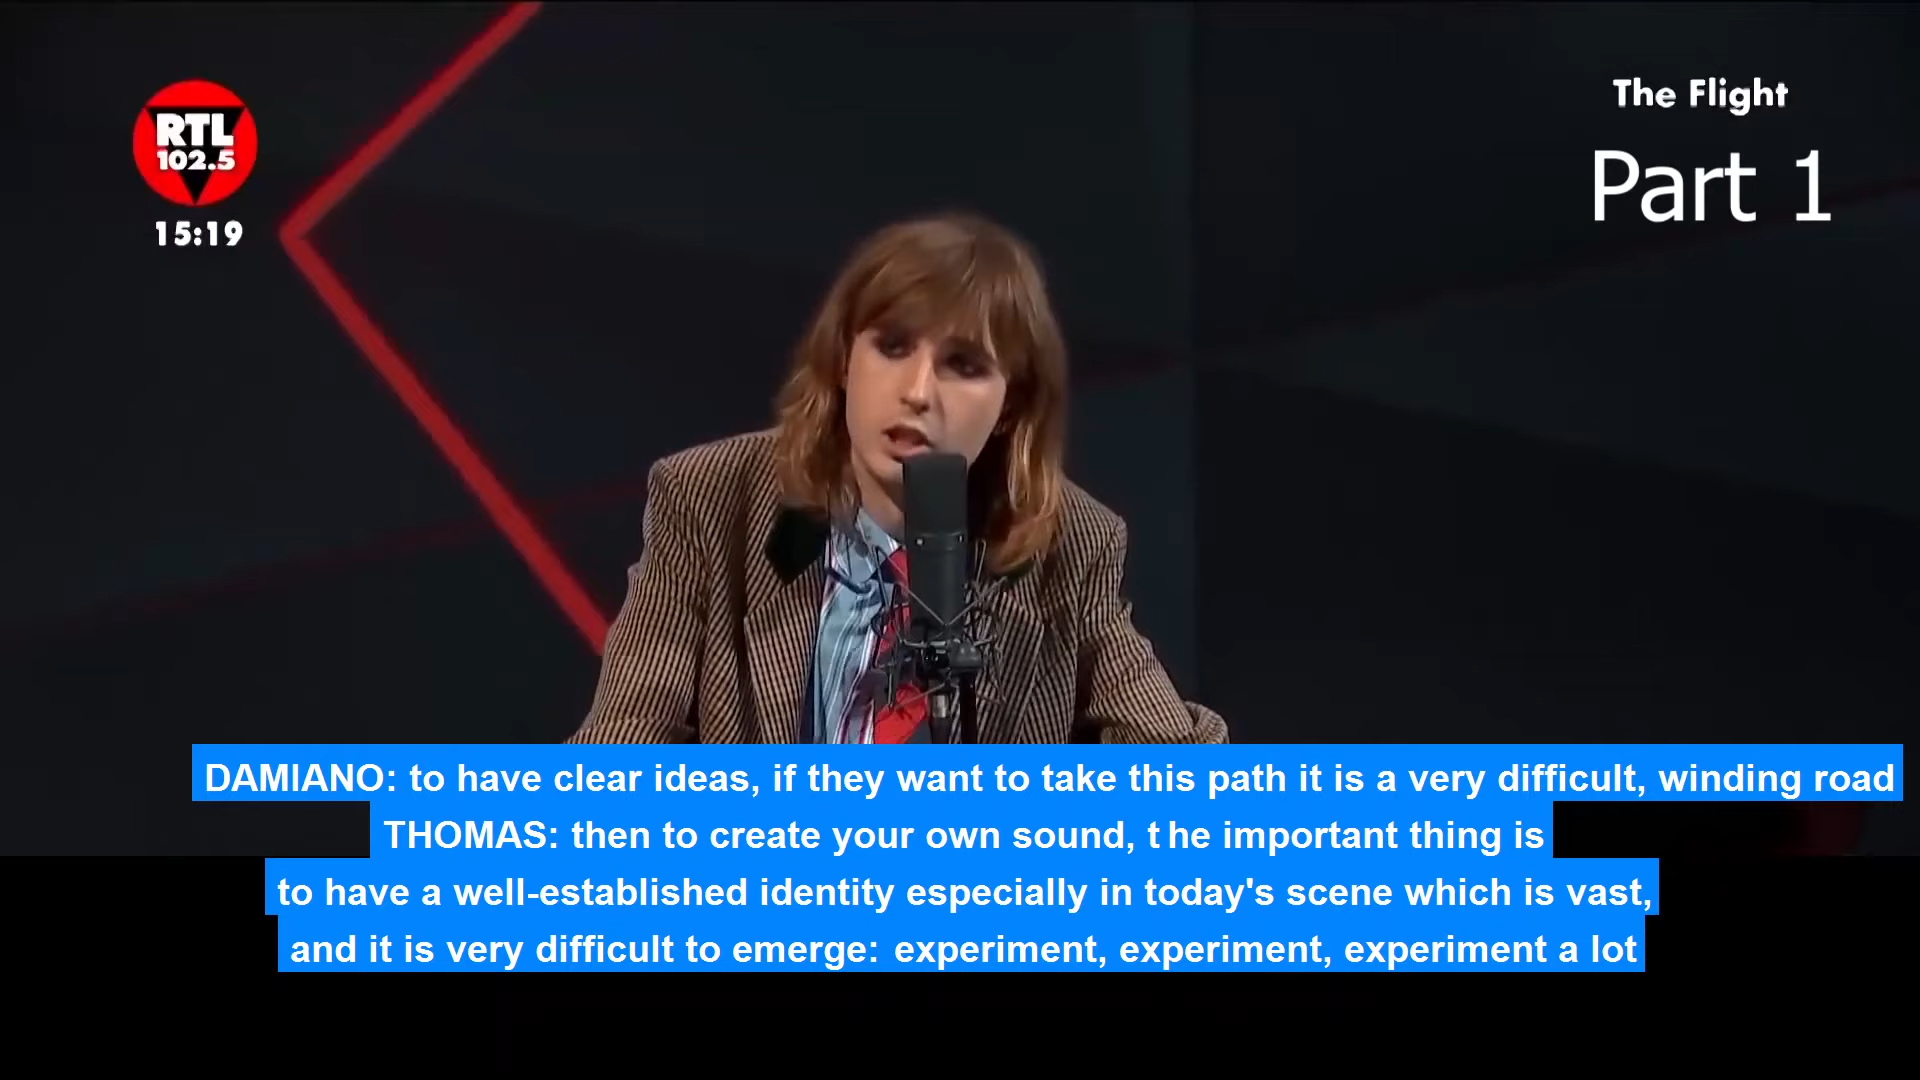 RTL
102.5
15:19
The Flight
Part 1
DAMIANO: to have clear ideas, if they want to take this path it is a very difficult, winding road
THOMAS: then to create your own sound, t he important thing is
to have a well-established identity especially in today's scene which is vast,
and it is very difficult to emerge: experiment, experiment, experiment a lot